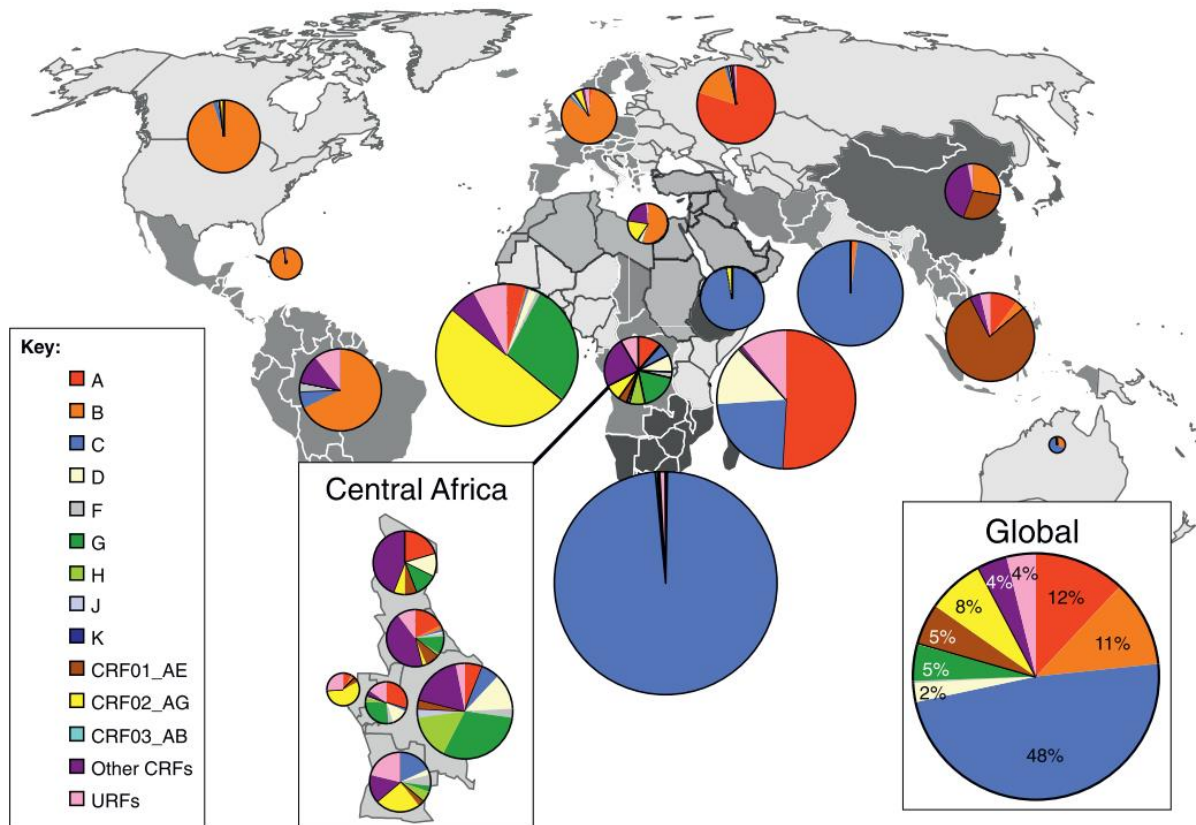 Key:
A
B
C
D
F
G
H
J
K
CRF01_AE
CRF02_AG
CRF03_AB
Other CRFs
URFs
Central Africa
Global
4%
4%
12%
8%
11%
5%
5%
2%
48%